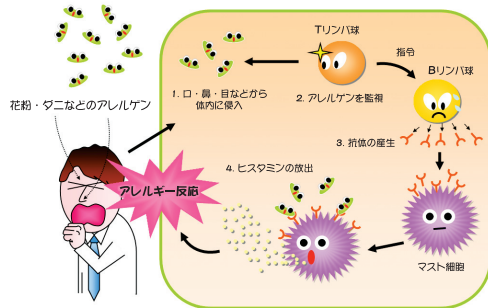 花粉・ダニなどのアレルゲン
1. 口・鼻・目などから
体内に侵入
Tリンパ球
2. アレルゲンを監視
指令
Bリンパ球
3. 抗体の産生
マスト細胞
4. ヒスタミンの放出
アレルギー反応